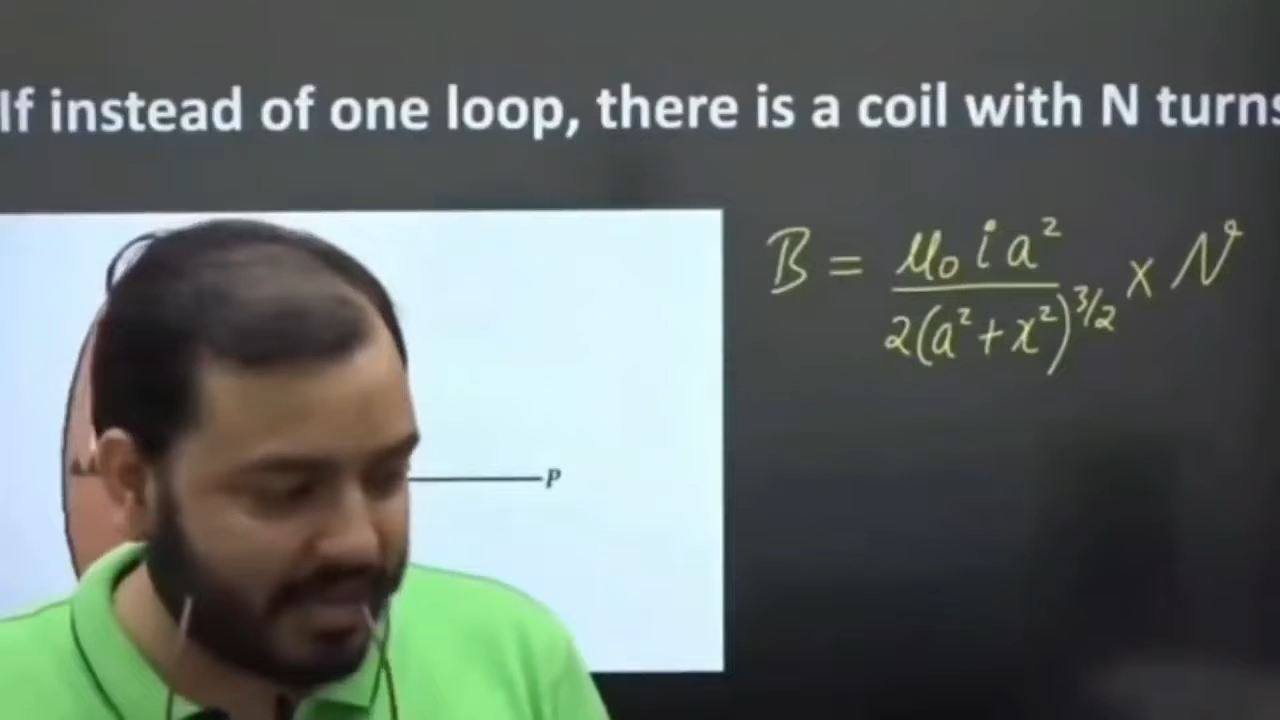 If instead of one loop, there is a coil with N turns
B = μ₀ i a² / 2(a² + x²)^3/2 × N
P